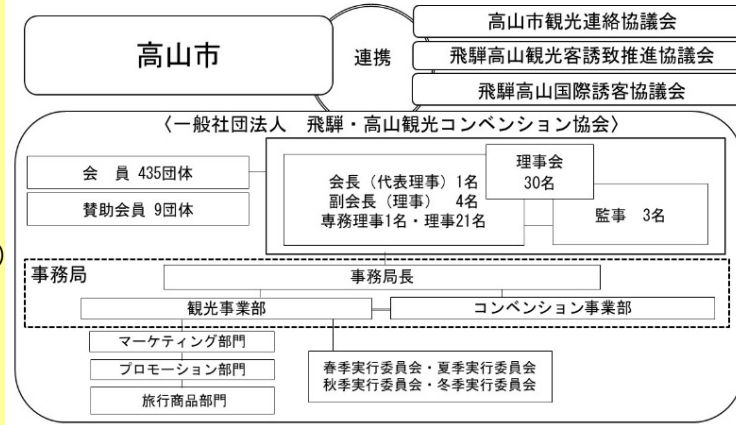 高山市
連携
高山市観光連絡協議会
飛騨高山観光客誘致推進協議会
飛騨高山国際誘客協議会
〈一般社団法人　飛騨・高山観光コンベンション協会〉
会　員 435団体
賛助会員 9団体
会長（代表理事）1名
副会長（理事）　4名
専務理事1名・理事21名
理事会
30名
監事　3名
)
事務局
事務局長
観光事業部
コンベンション事業部
マーケティング部門
プロモーション部門
旅行商品部門
春季実行委員会・夏季実行委員会
秋季実行委員会・冬季実行委員会